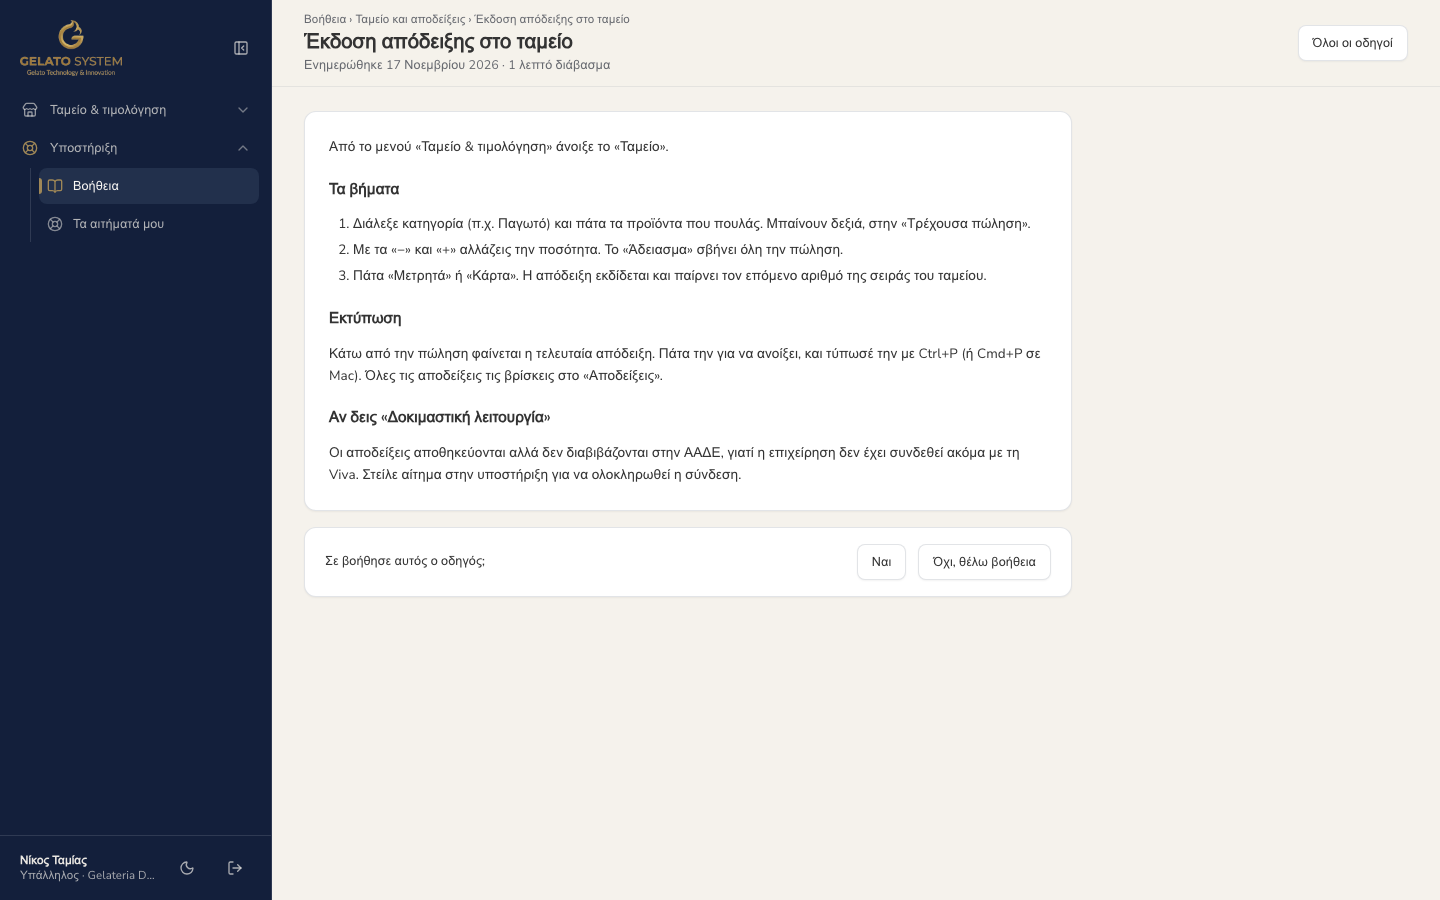 GELATO SYSTEM
Gelato Technology & Innovation
Ταμείο & τιμολόγηση
Υποστήριξη
Βοήθεια
Τα αιτήματά μου
Νίκος Ταμίας
Υπάλληλος · Gelateria D...
Βοήθεια › Ταμείο και αποδείξεις › Έκδοση απόδειξης στο ταμείο
Έκδοση απόδειξης στο ταμείο
Ενημερώθηκε 17 Νοεμβρίου 2026 · 1 λεπτό διάβασμα
Όλοι οι οδηγοί
Από το μενού «Ταμείο & τιμολόγηση» άνοιξε το «Ταμείο».
Τα βήματα
1. Διάλεξε κατηγορία (π.χ. Παγωτό) και πάτα τα προϊόντα που πουλάς. Μπαίνουν δεξιά, στην «Τρέχουσα πώληση».
2. Με τα «−» και «+» αλλάζεις την ποσότητα. Το «Άδειασμα» σβήνει όλη την πώληση.
3. Πάτα «Μετρητά» ή «Κάρτα». Η απόδειξη εκδίδεται και παίρνει τον επόμενο αριθμό της σειράς του ταμείου.
Εκτύπωση
Κάτω από την πώληση φαίνεται η τελευταία απόδειξη. Πάτα την για να ανοίξει, και τύπωσέ την με Ctrl+P (ή Cmd+P σε
Mac). Όλες τις αποδείξεις τις βρίσκεις στο «Αποδείξεις».
Αν δεις «Δοκιμαστική λειτουργία»
Οι αποδείξεις αποθηκεύονται αλλά δεν διαβιβάζονται στην ΑΑΔΕ, γιατί η επιχείρηση δεν έχει συνδεθεί ακόμα με τη
Viva. Στείλε αίτημα στην υποστήριξη για να ολοκληρωθεί η σύνδεση.
Σε βοήθησε αυτός ο οδηγός;
Ναι
Όχι, θέλω βοήθεια